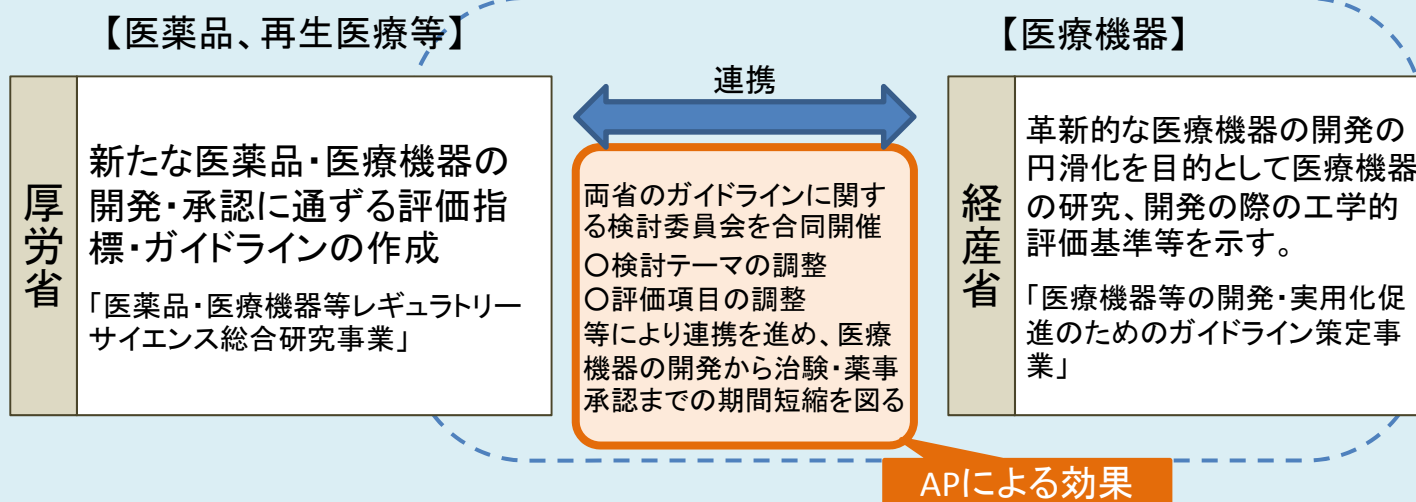 【医薬品、再生医療等】
【医療機器】
厚労省
新たな医薬品・医療機器の
開発・承認に通ずる評価指
標・ガイドラインの作成
「医薬品・医療機器等レギュラトリー
サイエンス総合研究事業」
連携
両省のガイドラインに関す
る検討委員会を合同開催
○検討テーマの調整
○評価項目の調整
等により連携を進め、医療
機器の開発から治験・薬事
承認までの期間短縮を図る
経産省
革新的な医療機器の開発の
円滑化を目的として医療機器
の研究、開発の際の工学的
評価基準等を示す。
「医療機器等の開発・実用化促
進のためのガイドライン策定事
業」
APによる効果